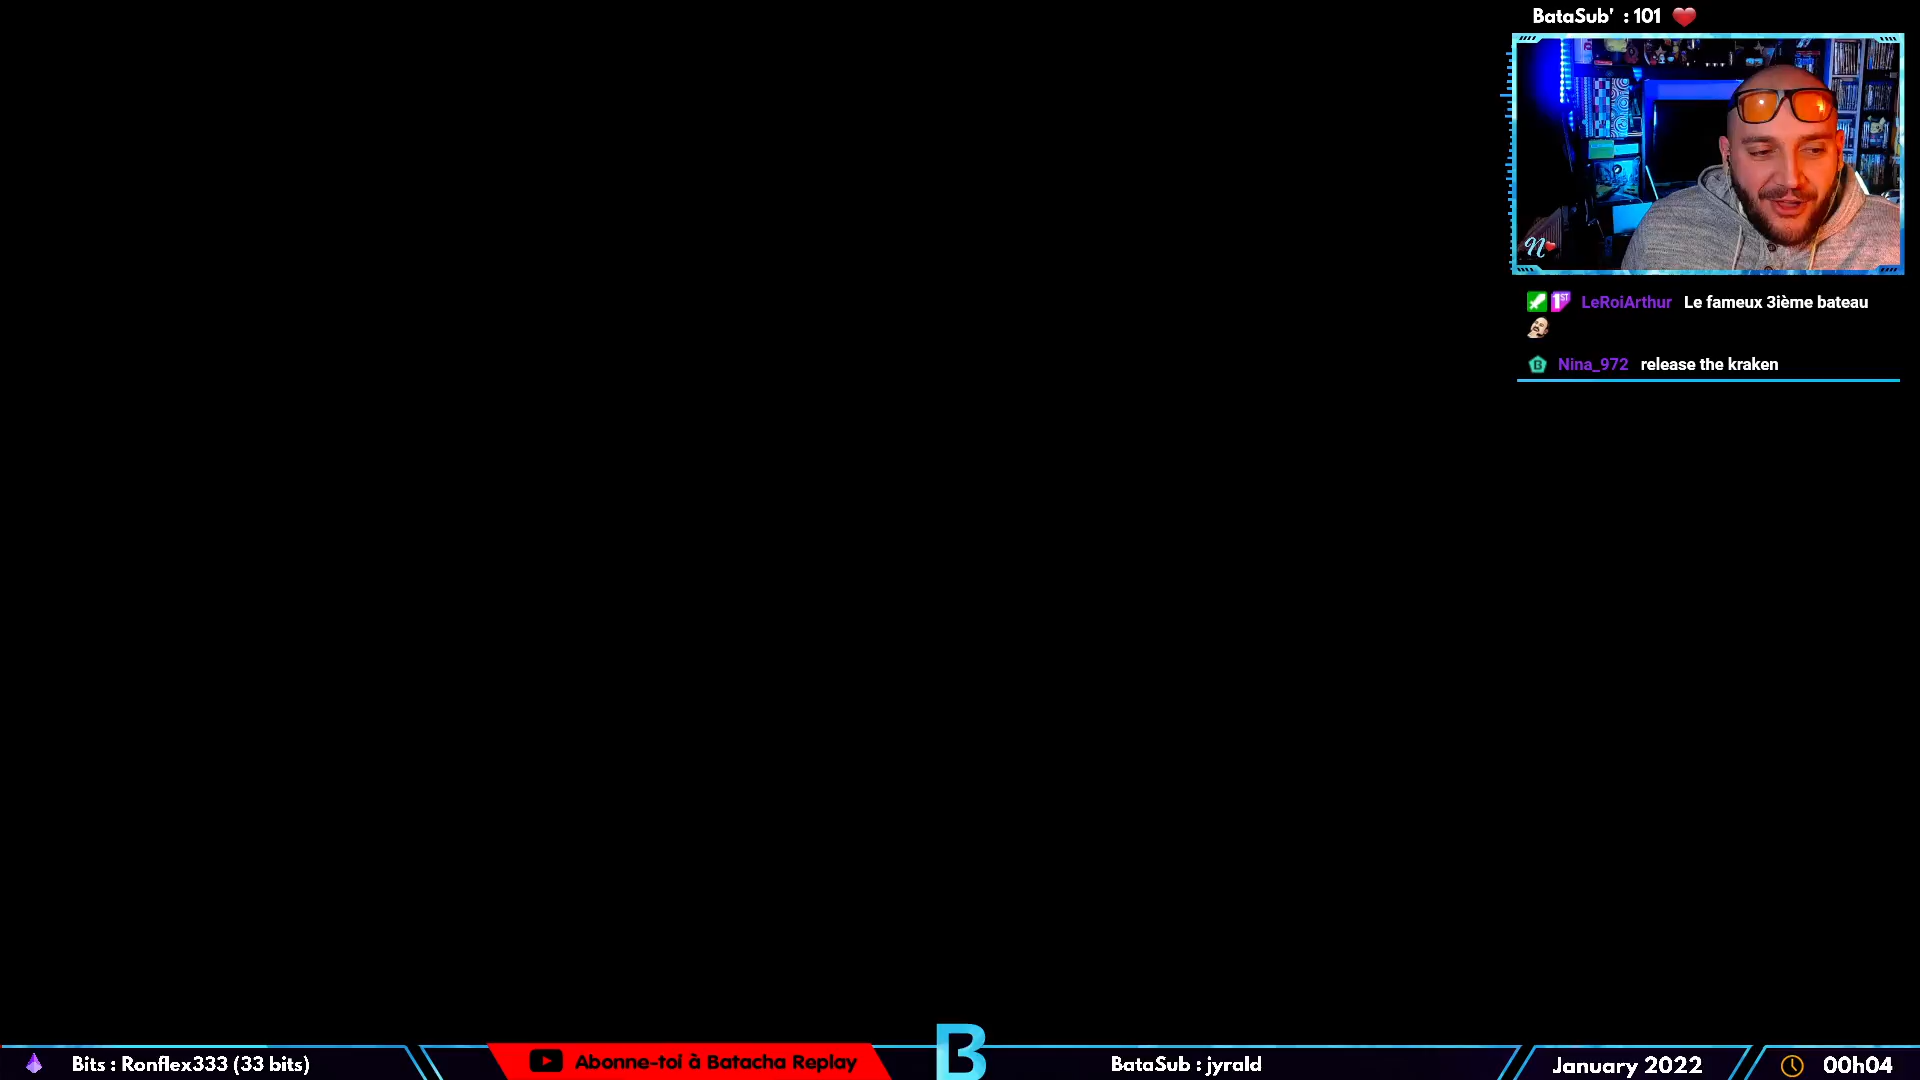 BataSub' : 101
N
1ST LeRoiArthur Le fameux 3ième bateau
B Nina_972 release the kraken
Bits : Ronflex333 (33 bits)
Abonne-toi à Batacha Replay
B
BataSub : jyrald
January 2022
00h04